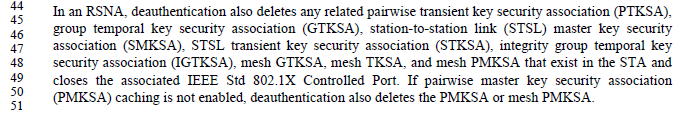 44 In an RSNA, deauthentication also deletes any related pairwise transient key security association (PTKSA),
45 group temporal key security association (GTKSA), station-to-station link (STSL) master key security
46 association (SMKSA), STSL transient key security association (STKSA), integrity group temporal key
47 security association (IGTKSA), mesh GTKSA, mesh TKSA, and mesh PMKSA that exist in the STA and
48 closes the associated IEEE Std 802.1X Controlled Port. If pairwise master key security association
49 (PMKSA) caching is not enabled, deauthentication also deletes the PMKSA or mesh PMKSA.
50
51